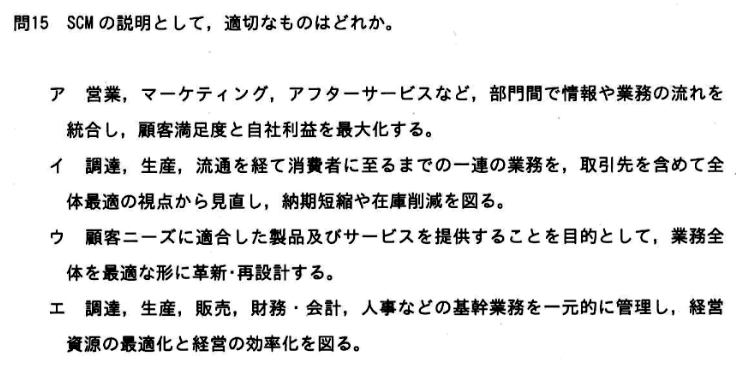 問15 SCMの説明として，適切なものはどれか。
ア 営業，マーケティング，アフターサービスなど，部門間で情報や業務の流れを
統合し，顧客満足度と自社利益を最大化する。
イ 調達，生産，流通を経て消費者に至るまでの一連の業務を，取引先を含めて全
体最適の視点から見直し，納期短縮や在庫削減を図る。
ウ 顧客ニーズに適合した製品及びサービスを提供することを目的として，業務全
体を最適な形に革新・再設計する。
エ 調達，生産，販売，財務・会計，人事などの基幹業務を一元的に管理し，経営
資源の最適化と経営の効率化を図る。